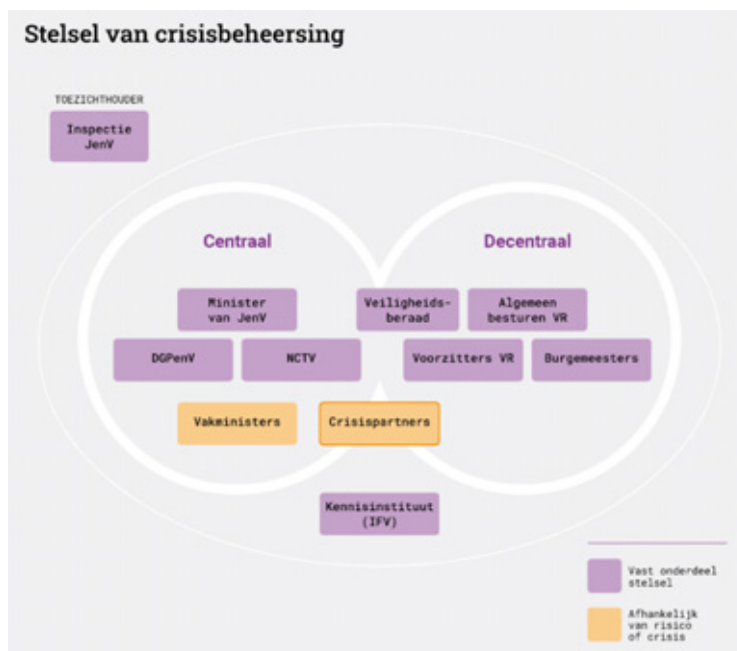 Stelsel van crisisbeheersing
TOEZICHTHOUDER
Inspectie
JenV
Centraal
Decentraal
Minister
van JenV
Veiligheids-
beraad
Algemeen
besturen VR
DGPenV
NCTV
Voorzitters VR
Burgemeesters
Vakministers
Crisispartners
Kennisinstituut
(IFV)
Vast onderdeel
stelsel
Afhankelijk
van risico
of crisis